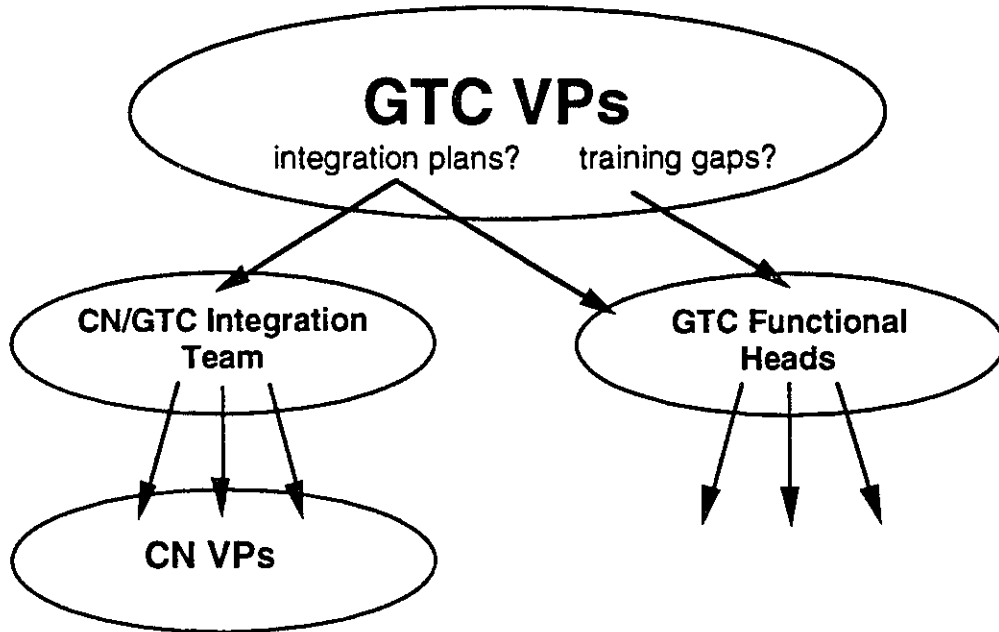 GTC VPs
integration plans? training gaps?
CN/GTC Integration
Team
GTC Functional
Heads
CN VPs